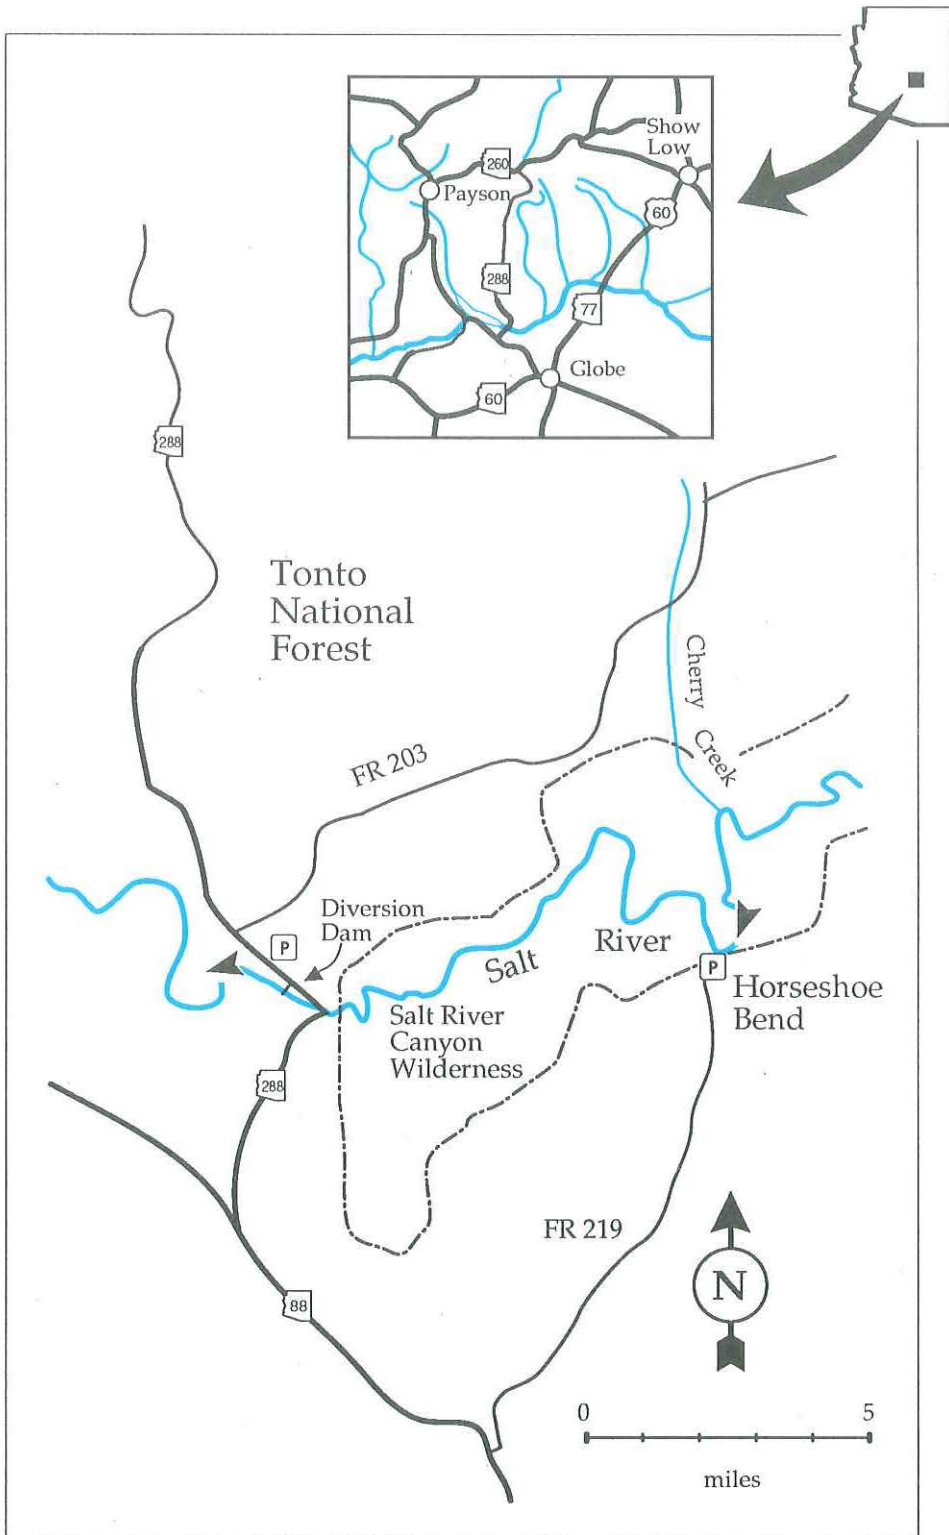 Show
Low
260
Payson
60
288
77
Globe
60
288
Tonto
National
Forest
Cherry
Creek
FR 203
Diversion
Dam
P
Salt
River
P
Horseshoe
Bend
Salt River
Canyon
Wilderness
288
FR 219
N
88
0
5
miles